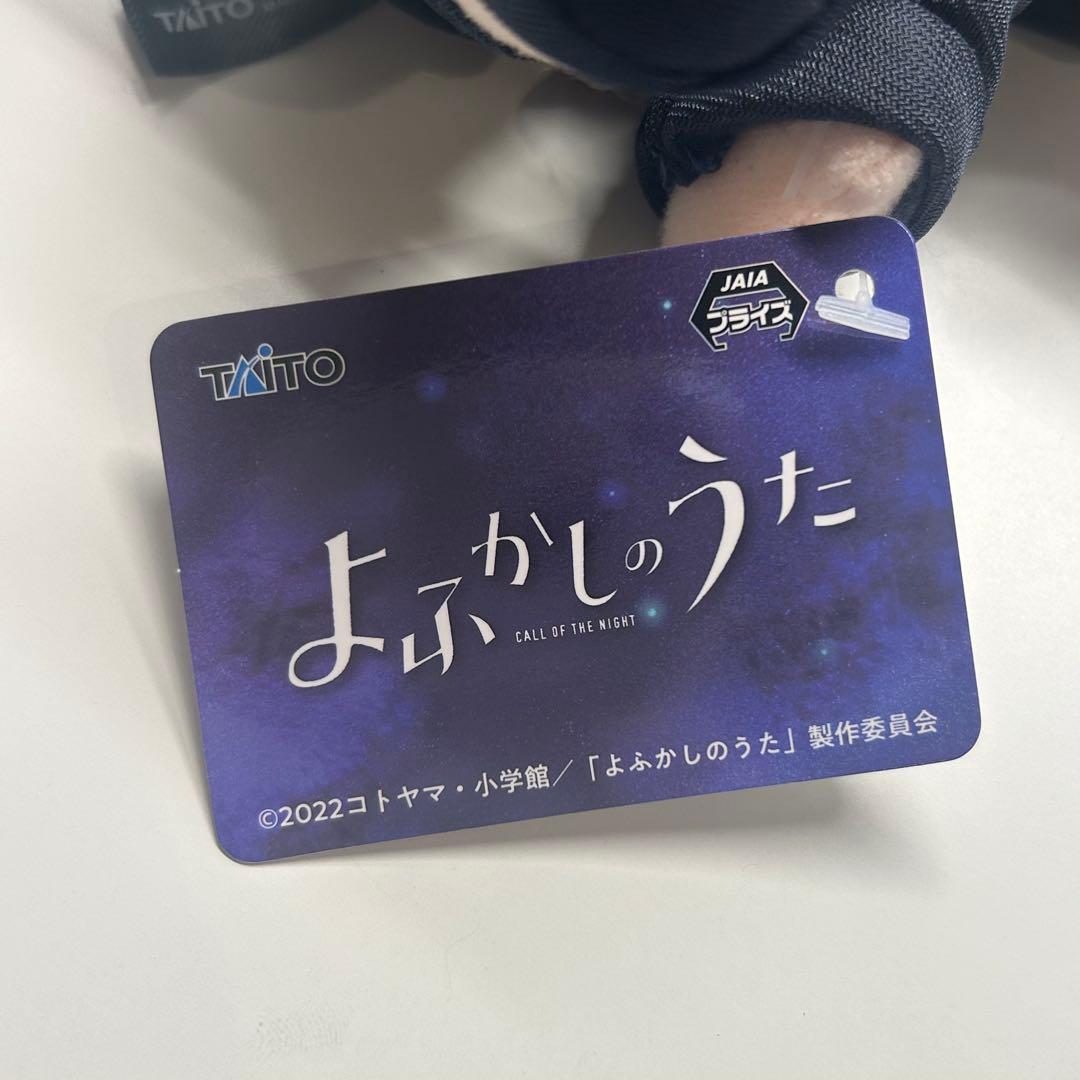 TAITO
JAIA
プライズ
TAITO
よふかしのうた
CALL OF THE NIGHT
©2022コトヤマ・小学館／「よふかしのうた」製作委員会